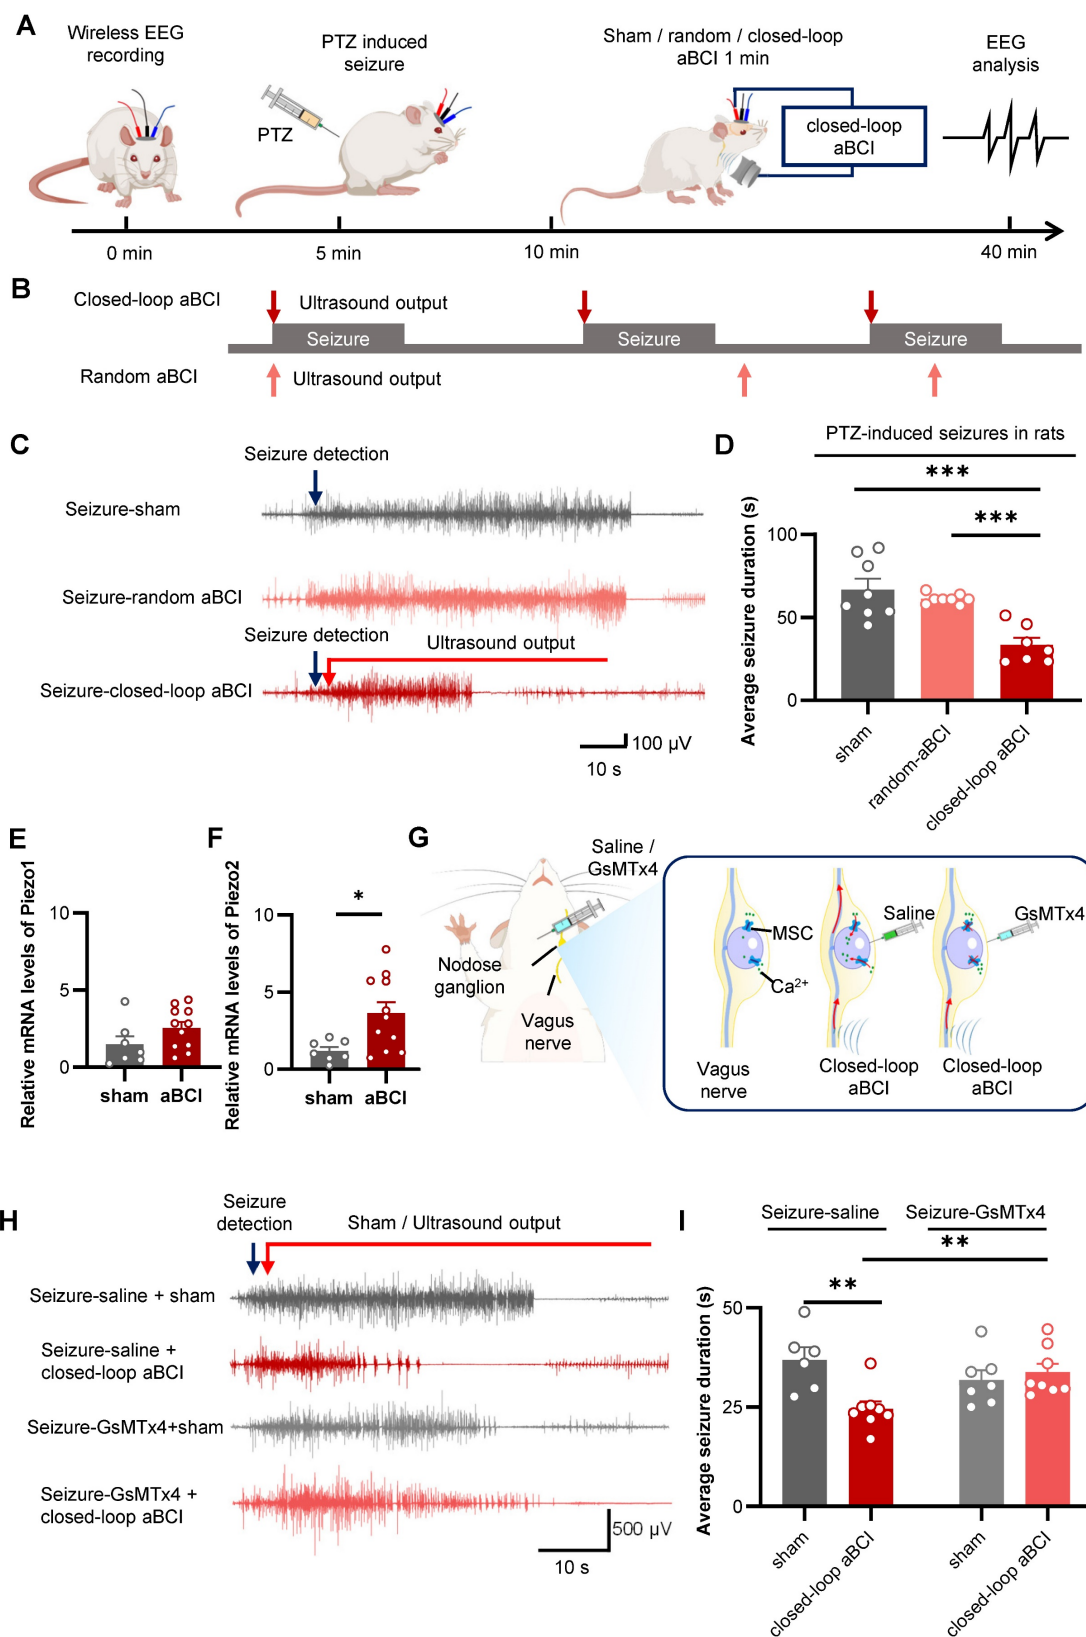 A
Wireless EEG
recording
PTZ induced
seizure
PTZ
Sham / random / closed-loop
aBCI 1 min
closed-loop
aBCI
EEG
analysis
0 min
5 min
10 min
40 min
B
Closed-loop aBCI
Ultrasound output
Seizure
Seizure
Seizure
Random aBCI
Ultrasound output
C
Seizure detection
Seizure-sham
Seizure-random aBCI
Seizure detection
Ultrasound output
Seizure-closed-loop aBCI
100 µV
10 s
D
PTZ-induced seizures in rats
***
***
Average seizure duration (s)
100
50
0
sham
random-aBCI
closed-loop aBCI
E
Relative mRNA levels of Piezo1
10
5
0
sham
aBCI
F
Relative mRNA levels of Piezo2
*
10
5
0
sham
aBCI
G
Saline /
GsMTx4
Nodose
ganglion
Vagus
nerve
MSC
Ca²⁺
Saline
GsMTx4
Vagus
nerve
Closed-loop
aBCI
Closed-loop
aBCI
H
Seizure
detection
Sham / Ultrasound output
Seizure-saline + sham
Seizure-saline +
closed-loop aBCI
Seizure-GsMTx4+sham
Seizure-GsMTx4 +
closed-loop aBCI
500 µV
10 s
I
Seizure-saline
Seizure-GsMTx4
**
**
Average seizure duration (s)
50
25
0
sham
closed-loop aBCI
sham
closed-loop aBCI